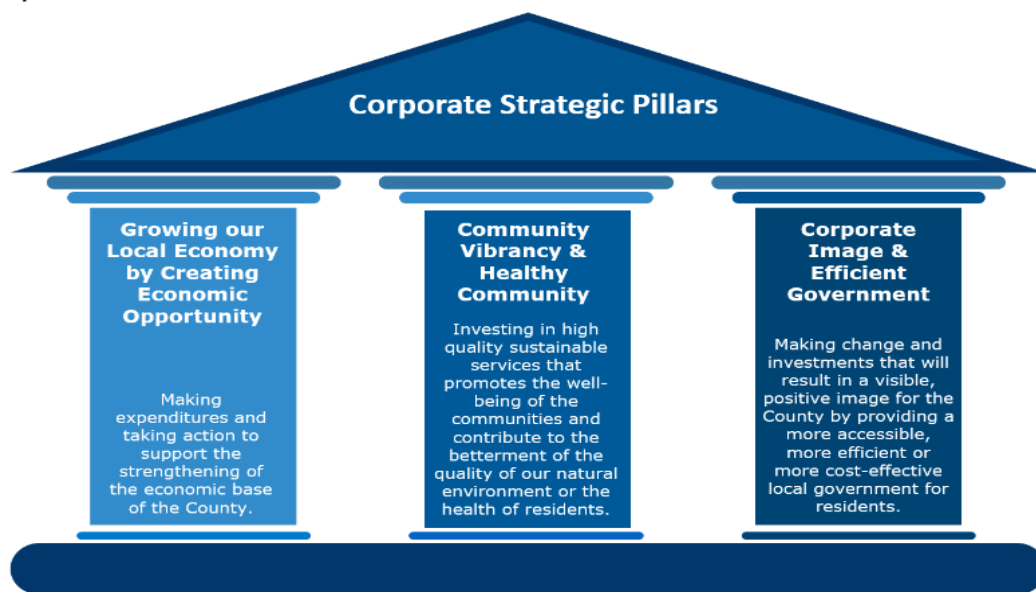 Corporate Strategic Pillars
Growing our
Local Economy
by Creating
Economic
Opportunity
Making
expenditures and
taking action to
support the
strengthening of
the economic base
of the County.
Community
Vibrancy &
Healthy
Community
Investing in high
quality sustainable
services that
promotes the well-
being of the
communities and
contribute to the
betterment of the
quality of our natural
environment or the
health of residents.
Corporate
Image &
Efficient
Government
Making change and
investments that will
result in a visible,
positive image for the
County by providing a
more accessible,
more efficient or
more cost-effective
local government for
residents.